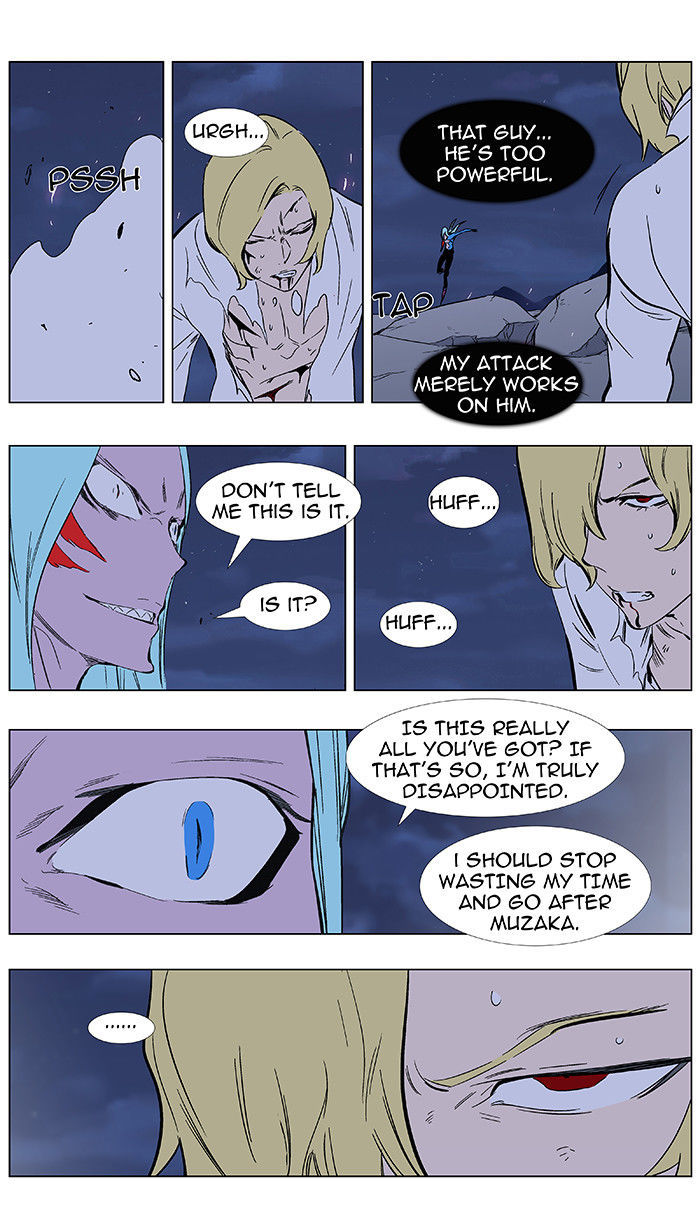 PSSH
URGH...
THAT GUY...
HE'S TOO
POWERFUL.
TAP
MY ATTACK
MERELY WORKS
ON HIM.
DON'T TELL
ME THIS IS IT.
IS IT?
HUFF...
HUFF...
IS THIS REALLY
ALL YOU'VE GOT? IF
THAT'S SO, I'M TRULY
DISAPPOINTED.
I SHOULD STOP
WASTING MY TIME
AND GO AFTER
MUZAKA.
......